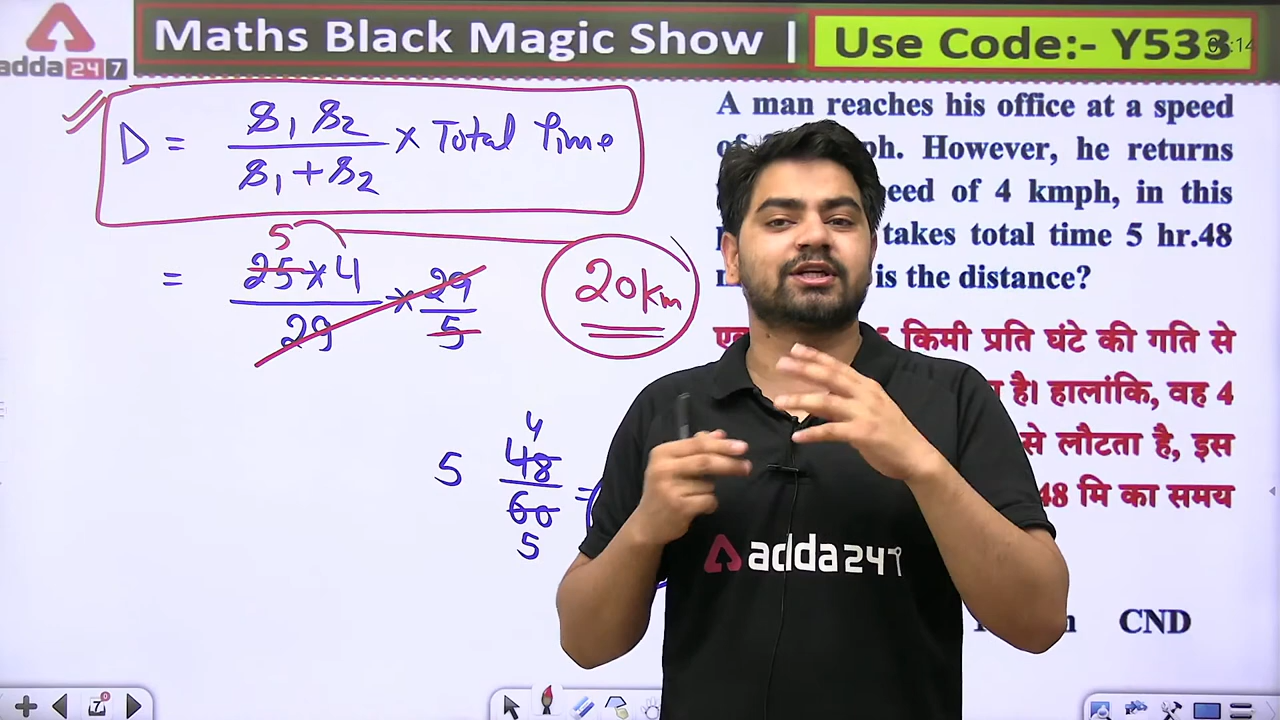 adda247
Maths Black Magic Show |
Use Code:- Y533
D = S₁ S₂ / S₁ + S₂ × Total Time
= 25 × 4 / 29 × 29 / 5
5
20km
4
5 48 / 60 =
5
A man reaches his office at a speed
of ph. However, he returns
eed of 4 kmph, in this
takes total time 5 hr.48
is the distance?
किमी प्रति घंटे की गति से
है। हालांकि, वह 4
से लौटता है, इस
48 मि का समय
CND
adda247
7